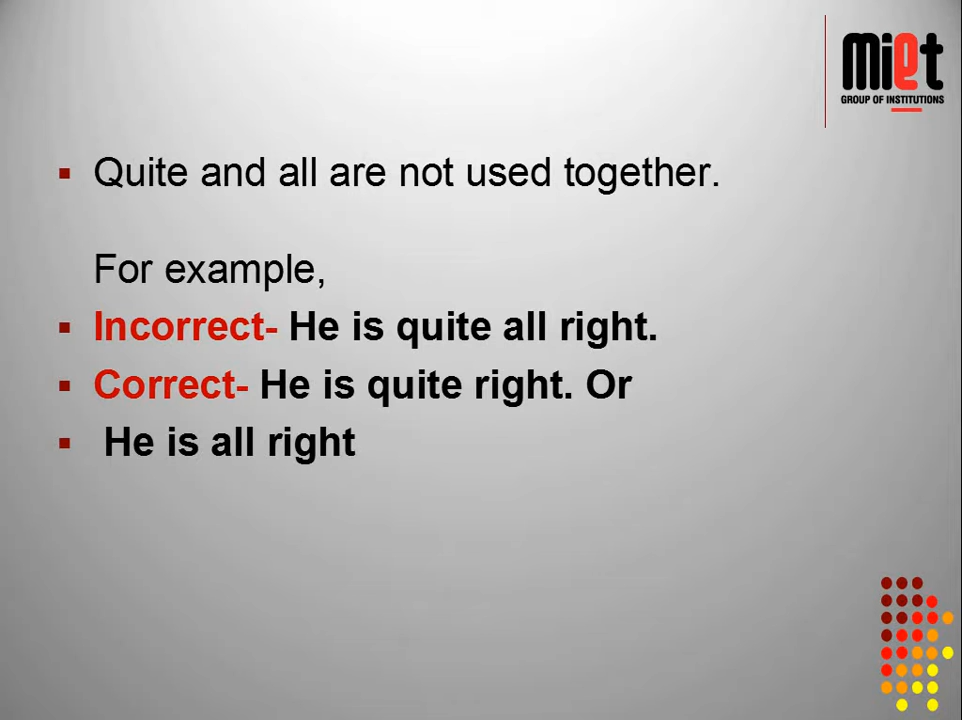 miet
GROUP OF INSTITUTIONS
Quite and all are not used together.
For example,
Incorrect- He is quite all right.
Correct- He is quite right. Or
He is all right